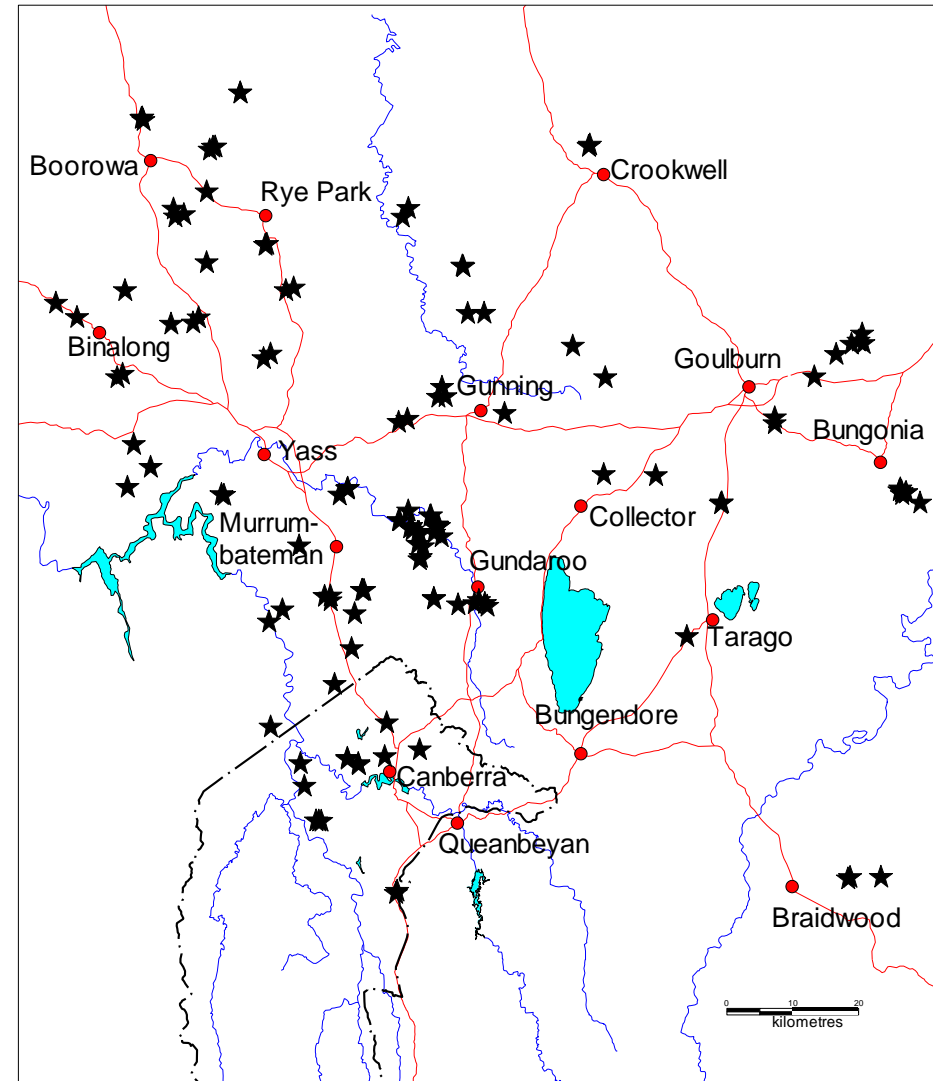 Boorowa
Crookwell
Rye Park
Binalong
Goulburn
Gunning
Bungonia
Yass
Collector
Murrum-
bateman
Gundaroo
Tarago
Bungendore
Canberra
Queanbeyan
Braidwood
0 10 20
kilometres